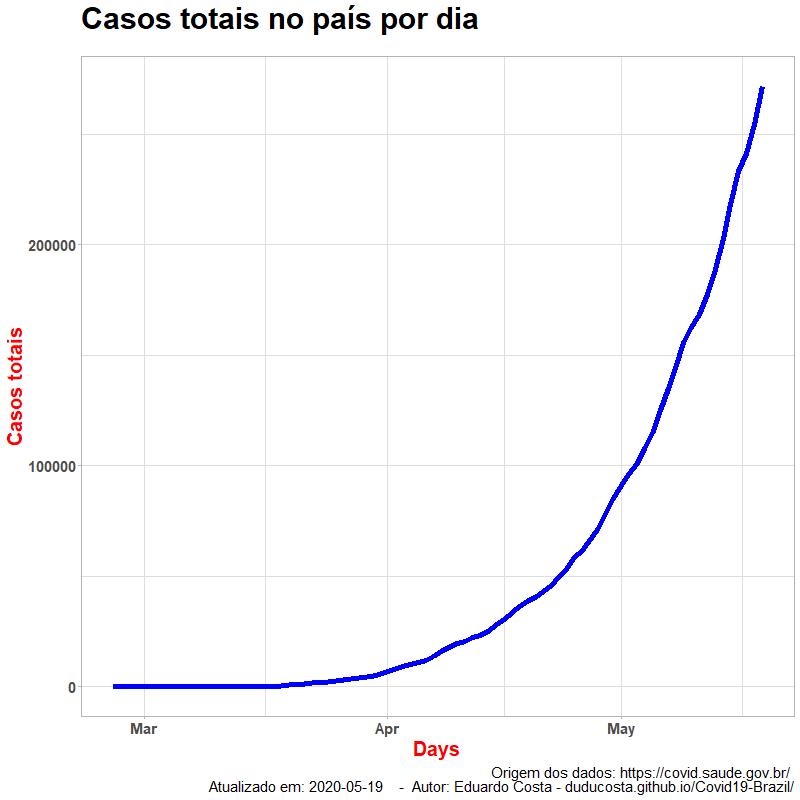 Casos totais no país por dia
Casos totais
200000
100000
0
Mar Apr May
Days
Origem dos dados: https://covid.saude.gov.br/
Atualizado em: 2020-05-19 - Autor: Eduardo Costa - duducosta.github.io/Covid19-Brazil/